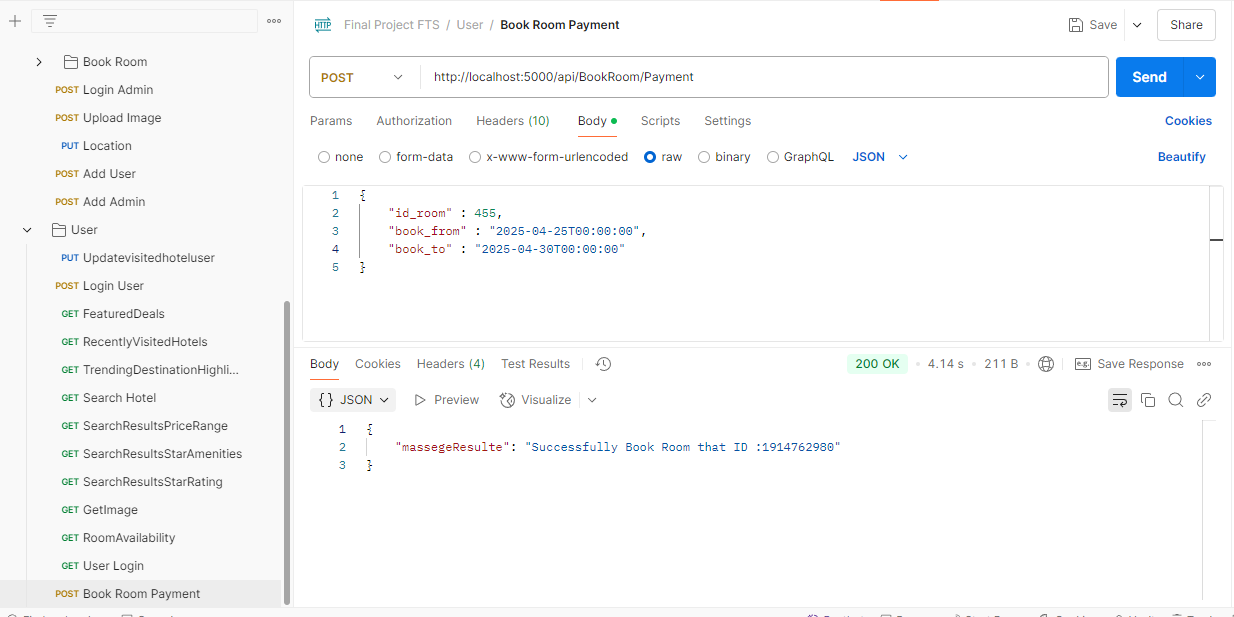 HTTP Final Project FTS / User / Book Room Payment Save Share
POST http://localhost:5000/api/BookRoom/Payment Send
Params Authorization Headers (10) Body Scripts Settings Cookies
none form-data x-www-form-urlencoded raw binary GraphQL JSON Beautify
1 {
2 "id_room" : 455,
3 "book_from" : "2025-04-25T00:00:00",
4 "book_to" : "2025-04-30T00:00:00"
5 }
Body Cookies Headers (4) Test Results 200 OK 4.14 s 211 B e.g. Save Response
{} JSON Preview Visualize
1 {
2 "massegeResulte": "Successfully Book Room that ID :1914762980"
3 }
Book Room
POST Login Admin
POST Upload Image
PUT Location
POST Add User
POST Add Admin
User
PUT Updatevisitedhoteluser
POST Login User
GET FeaturedDeals
GET RecentlyVisitedHotels
GET TrendingDestinationHighli...
GET Search Hotel
GET SearchResultsPriceRange
GET SearchResultsStarAmenities
GET SearchResultsStarRating
GET GetImage
GET RoomAvailability
GET User Login
POST Book Room Payment